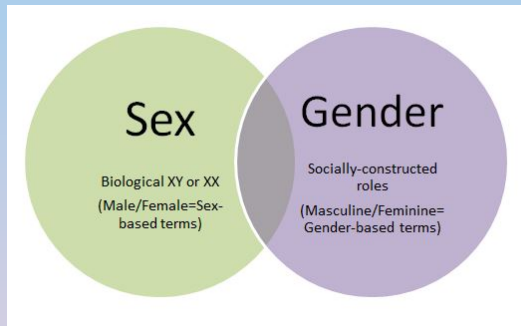 Sex
Biological XY or XX
(Male/Female=Sex-
based terms)
Gender
Socially-constructed
roles
(Masculine/Feminine=
Gender-based terms)